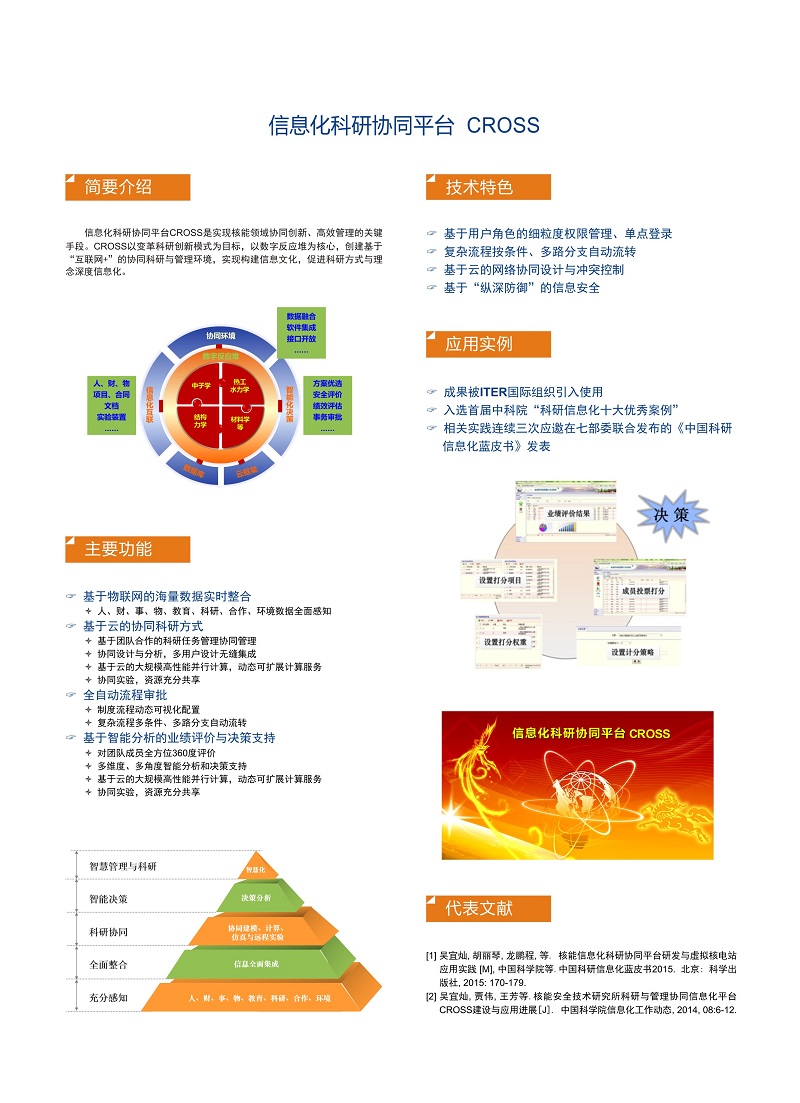 信息化科研协同平台 CROSS
简要介绍
信息化科研协同平台CROSS是实现核能领域协同创新、高效管理的关键
手段。CROSS以变革科研创新模式为目标，以数字反应堆为核心，创建基于
“互联网+”的协同科研与管理环境，实现构建信息文化，促进科研方式与理
念深度信息化。
数据融合
软件集成
接口开放
……
协同环境
数字反应堆
人、财、物
项目、合同
文档
实验装置
……
信息化互联
中子学
热工
水力学
结构
力学
材料学
等
智能化决策
方案优选
安全评价
绩效评估
事务审批
……
数据库
云框架
主要功能
☞ 基于物联网的海量数据实时整合
人、财、事、物、教育、科研、合作、环境数据全面感知
☞ 基于云的协同科研方式
基于团队合作的科研任务管理协同管理
协同设计与分析，多用户设计无缝集成
基于云的大规模高性能并行计算，动态可扩展计算服务
协同实验，资源充分共享
☞ 全自动流程审批
制度流程动态可视化配置
复杂流程多条件、多路分支自动流转
☞ 基于智能分析的业绩评价与决策支持
对团队成员全方位360度评价
多维度、多角度智能分析和决策支持
基于云的大规模高性能并行计算，动态可扩展计算服务
协同实验，资源充分共享
智慧管理与科研
智慧化
智能决策
决策分析
科研协同
协同建模、计算、
仿真与远程实验
全面整合
信息全面集成
充分感知
人、财、事、物、教育、科研、合作、环境
技术特色
☞ 基于用户角色的细粒度权限管理、单点登录
☞ 复杂流程按条件、多路分支自动流转
☞ 基于云的网络协同设计与冲突控制
☞ 基于“纵深防御”的信息安全
应用实例
☞ 成果被ITER国际组织引入使用
☞ 入选首届中科院“科研信息化十大优秀案例”
☞ 相关实践连续三次应邀在七部委联合发布的《中国科研
信息化蓝皮书》发表
业绩评价结果
决 策
设置打分项目
成员投票打分
设置打分权重
设置计分策略
信息化科研协同平台 CROSS
代表文献
[1] 吴宜灿, 胡丽琴, 龙鹏程, 等. 核能信息化科研协同平台研发与虚拟核电站
应用实践 [M], 中国科学院等. 中国科研信息化蓝皮书2015. 北京：科学出
版社, 2015: 170-179.
[2] 吴宜灿, 贾伟, 王芳等. 核能安全技术研究所科研与管理协同信息化平台
CROSS建设与应用进展[J]. 中国科学院信息化工作动态, 2014, 08:6-12.